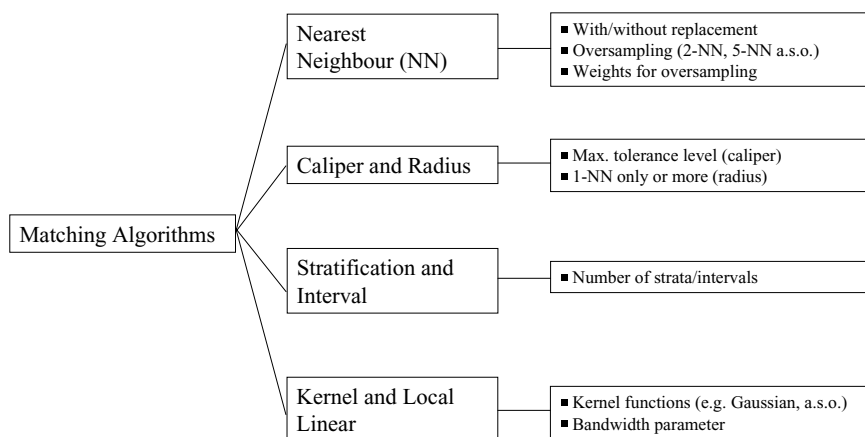 Nearest
Neighbour (NN)
■ With/without replacement
■ Oversampling (2-NN, 5-NN a.s.o.)
■ Weights for oversampling
Caliper and Radius
■ Max. tolerance level (caliper)
■ 1-NN only or more (radius)
Matching Algorithms
Stratification and
Interval
■ Number of strata/intervals
Kernel and Local
Linear
■ Kernel functions (e.g. Gaussian, a.s.o.)
■ Bandwidth parameter